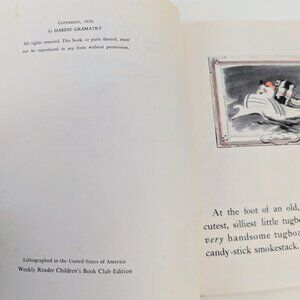 COPYRIGHT, 1939,
by HARDIE GRAMATKY
All rights reserved. This book, or parts thereof, must
not be reproduced in any form without permission.
Lithographed in the United States of America
Weekly Reader Children's Book Club Edition
At the foot of an old,
cutest, silliest little tugbo
very handsome tugboa
candy-stick smokestack,